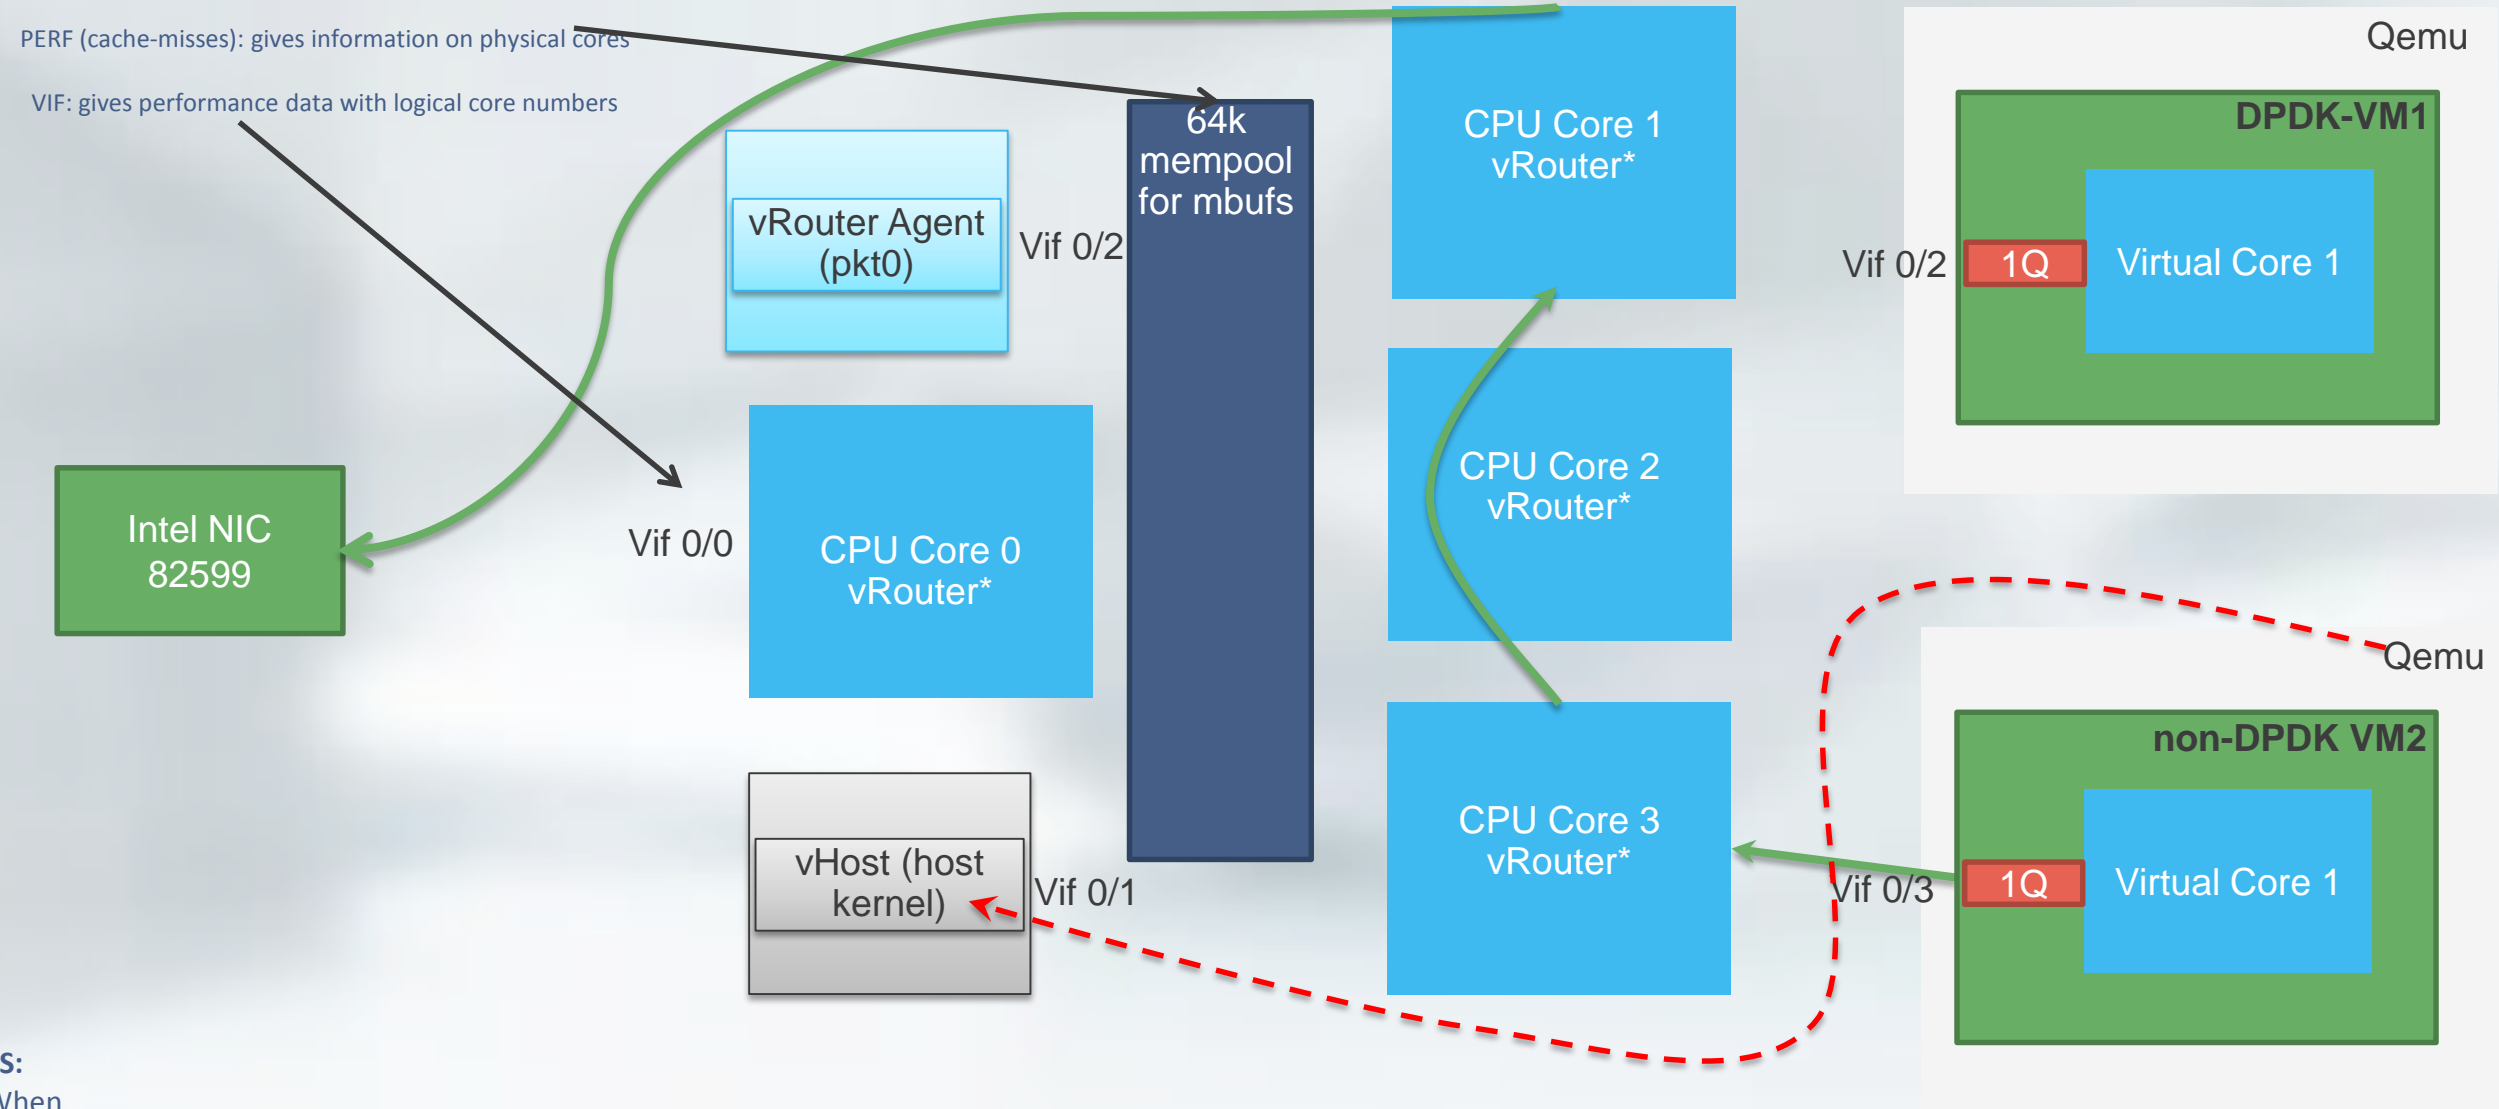 PERF (cache-misses): gives information on physical cores
VIF: gives performance data with logical core numbers
Qemu
64k
mempool
for mbufs
CPU Core 1
vRouter*
DPDK-VM1
vRouter Agent
(pkt0)
Vif 0/2
Vif 0/2
1Q
Virtual Core 1
CPU Core 2
vRouter*
Intel NIC
82599
Vif 0/0
CPU Core 0
vRouter*
Qemu
non-DPDK VM2
CPU Core 3
vRouter*
vHost (host
kernel)
Vif 0/1
Vif 0/3
1Q
Virtual Core 1
S:
When